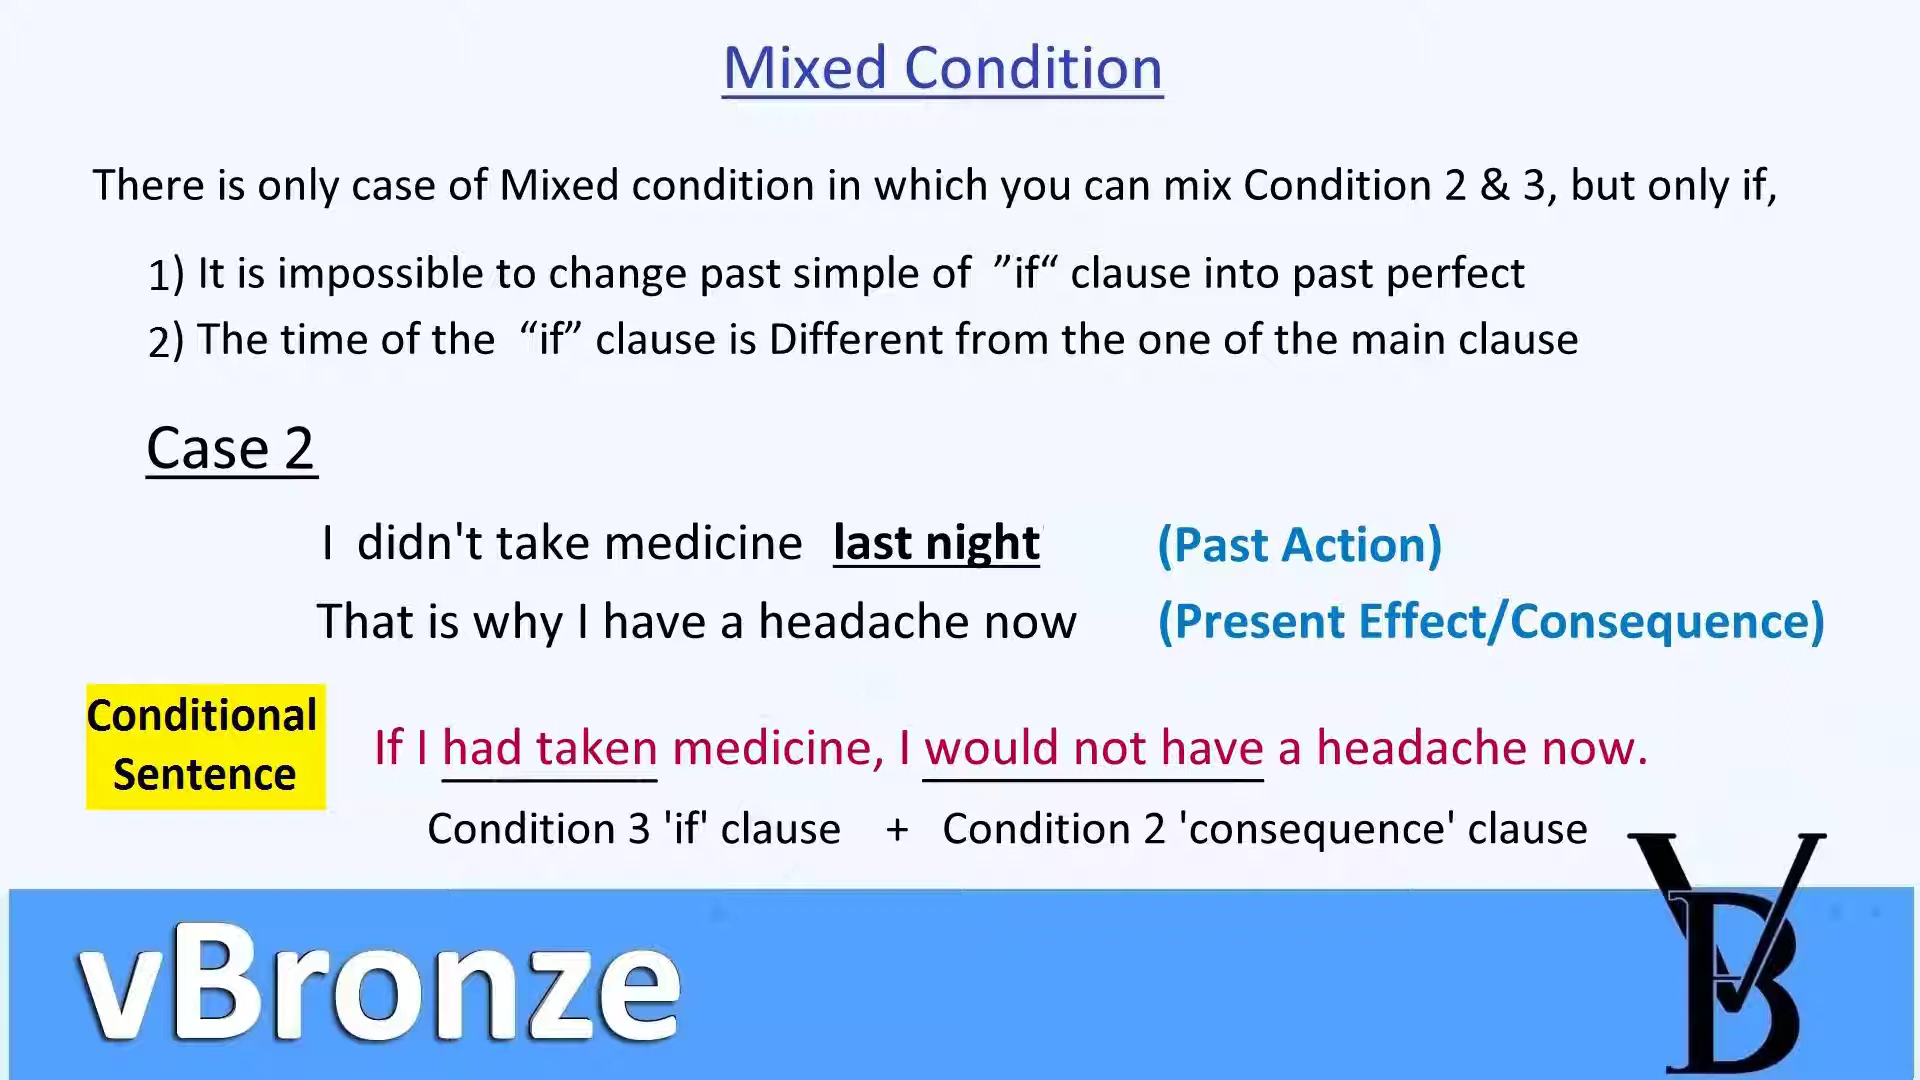 Mixed Condition
There is only case of Mixed condition in which you can mix Condition 2 & 3, but only if,
1) It is impossible to change past simple of ”if“ clause into past perfect
2) The time of the “if” clause is Different from the one of the main clause
Case 2
I didn't take medicine last night (Past Action)
That is why I have a headache now (Present Effect/Consequence)
Conditional
Sentence
If I had taken medicine, I would not have a headache now.
Condition 3 'if' clause + Condition 2 'consequence' clause
vBronze
VB